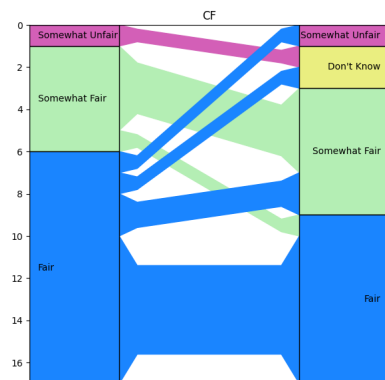 CF
0
Somewhat Unfair
Somewhat Unfair
Don't Know
2
Somewhat Fair
4
Somewhat Fair
6
8
10
Fair
Fair
12
14
16